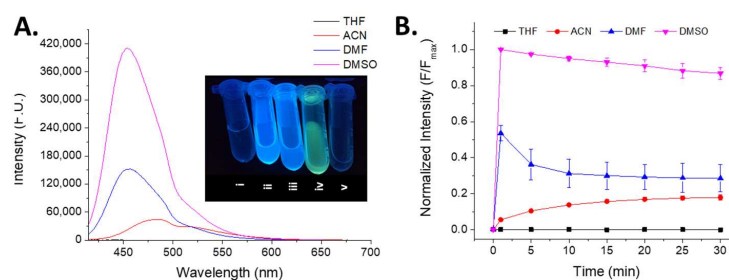 A.
THF
ACN
DMF
DMSO
420,000
360,000
300,000
240,000
180,000
120,000
60,000
0
450 500 550 600 650 700
Wavelength (nm)
Intensity (F.U.)
i ii iii iv v
B.
THF ACN DMF DMSO
1.0
0.8
0.6
0.4
0.2
0.0
0 5 10 15 20 25 30
Time (min)
Normalized Intensity (F/Fmax)